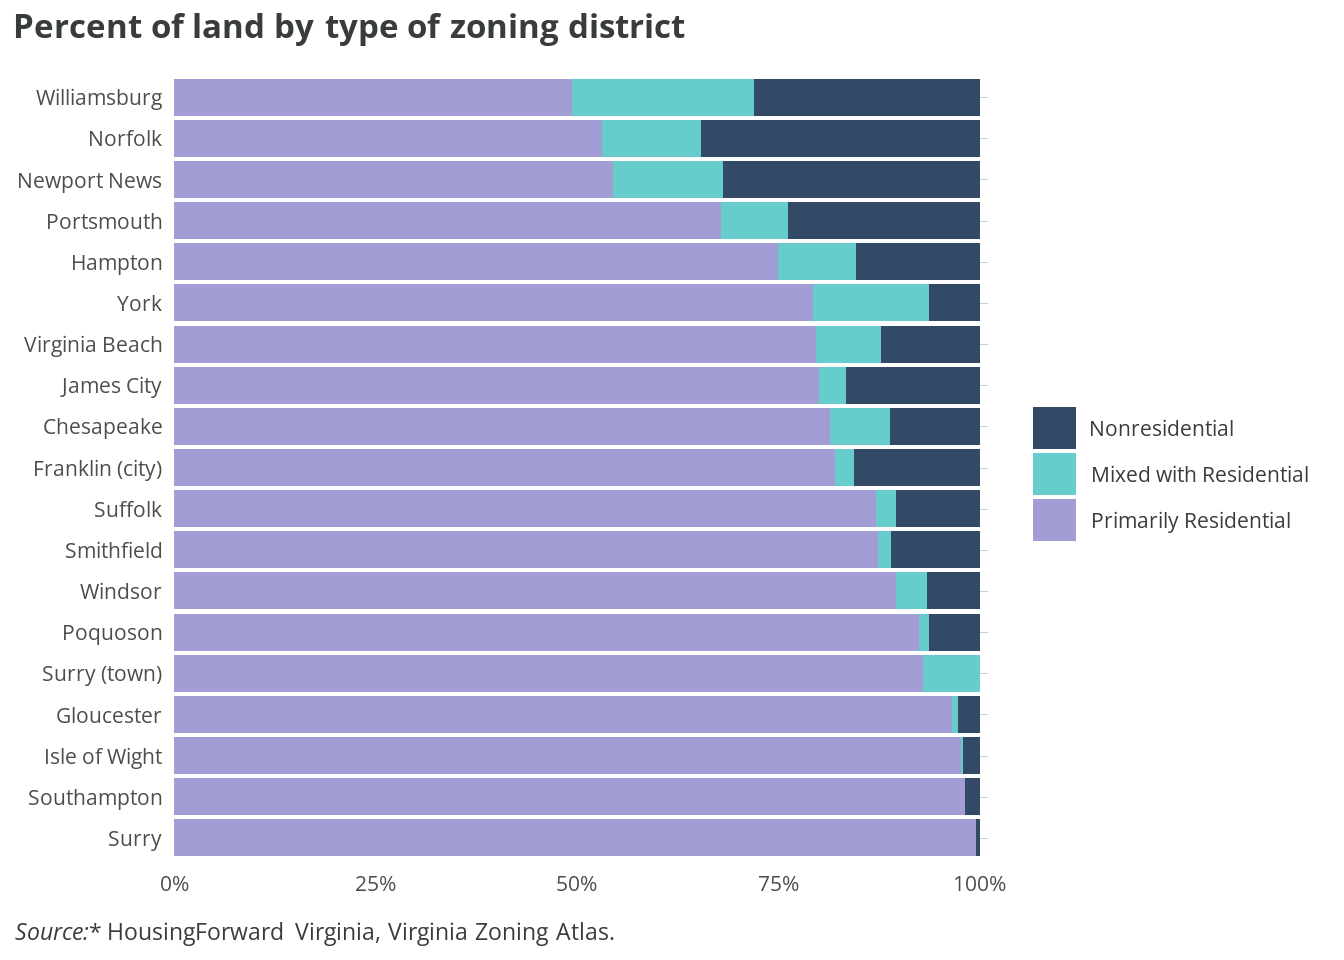 Percent of land by type of zoning district
Williamsburg
Norfolk
Newport News
Portsmouth
Hampton
York
Virginia Beach
James City
Chesapeake
Franklin (city)
Suffolk
Smithfield
Windsor
Poquoson
Surry (town)
Gloucester
Isle of Wight
Southampton
Surry
0% 25% 50% 75% 100%
Nonresidential
Mixed with Residential
Primarily Residential
Source:* HousingForward Virginia, Virginia Zoning Atlas.